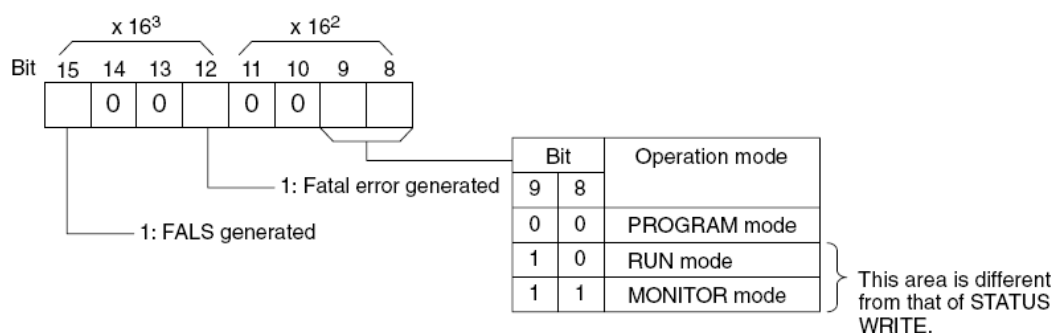 x 16³ x 16²
Bit 15 14 13 12 11 10 9 8
0 0 0 0
Bit Operation mode
9 8
1: Fatal error generated
0 0 PROGRAM mode
1: FALS generated
1 0 RUN mode
1 1 MONITOR mode
This area is different
from that of STATUS
WRITE.